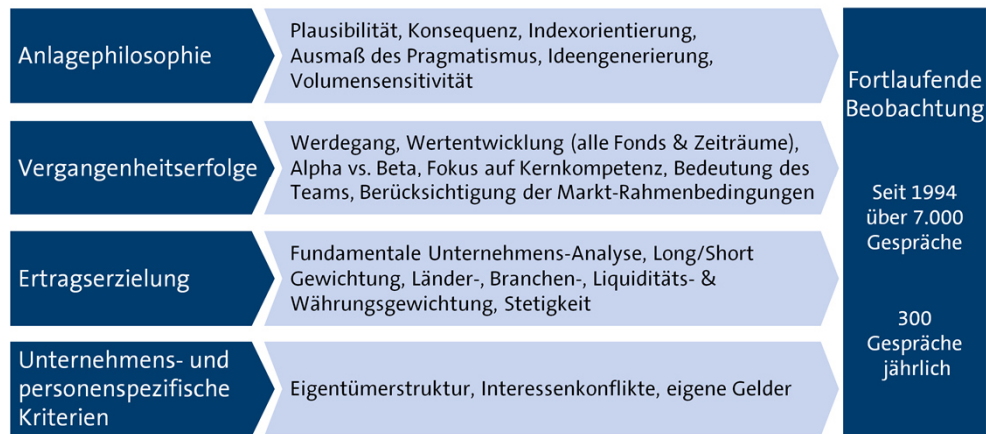 Anlagephilosophie
Plausibilität, Konsequenz, Indexorientierung,
Ausmaß des Pragmatismus, Ideengenerierung,
Volumensensitivität
Vergangenheitserfolge
Werdegang, Wertentwicklung (alle Fonds & Zeiträume),
Alpha vs. Beta, Fokus auf Kernkompetenz, Bedeutung des
Teams, Berücksichtigung der Markt-Rahmenbedingungen
Ertragserzielung
Fundamentale Unternehmens-Analyse, Long/Short
Gewichtung, Länder-, Branchen-, Liquiditäts- &
Währungsgewichtung, Stetigkeit
Unternehmens- und
personenspezifische
Kriterien
Eigentümerstruktur, Interessenkonflikte, eigene Gelder
Fortlaufende
Beobachtung
Seit 1994
über 7.000
Gespräche
300
Gespräche
jährlich